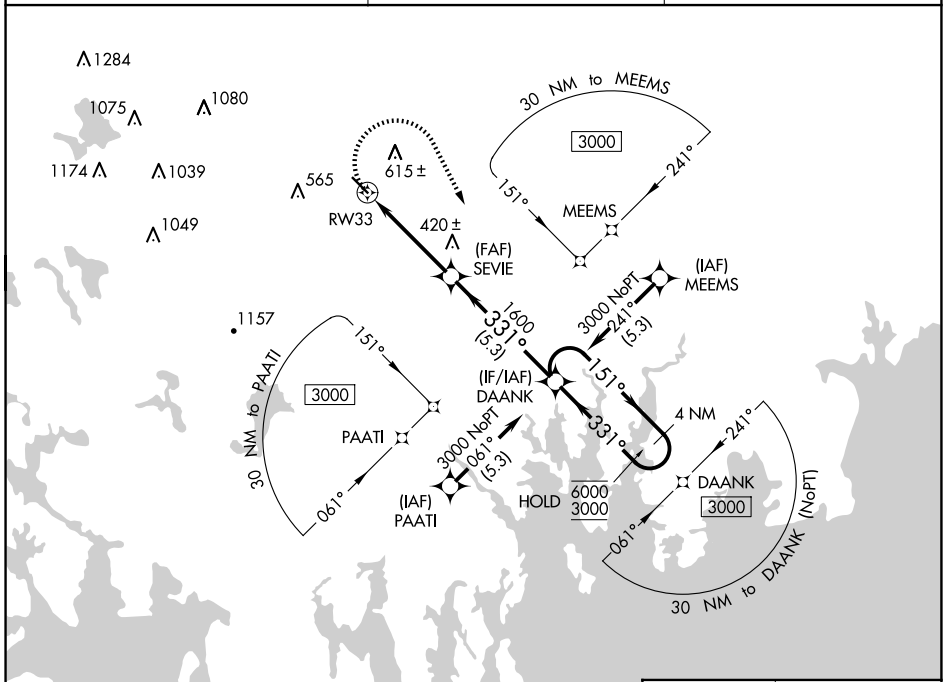 1284
1075
1080
1174
1039
1049
565
615 ±
RW33
420 ±
(FAF)
SEVIE
30 NM to MEEMS
3000
151°
241°
MEEMS
(IAF)
MEEMS
3000 NoPT
241°
(5.3)
1600
331°
(5.3)
1157
30 NM to PAATI
151°
3000
PAATI
061°
(IF/IAF)
DAANK
151°
331°
4 NM
3000 NoPT
061°
(5.3)
(IAF)
PAATI
HOLD
6000
3000
241°
DAANK
3000
061°
30 NM to DAANK (NoPT)